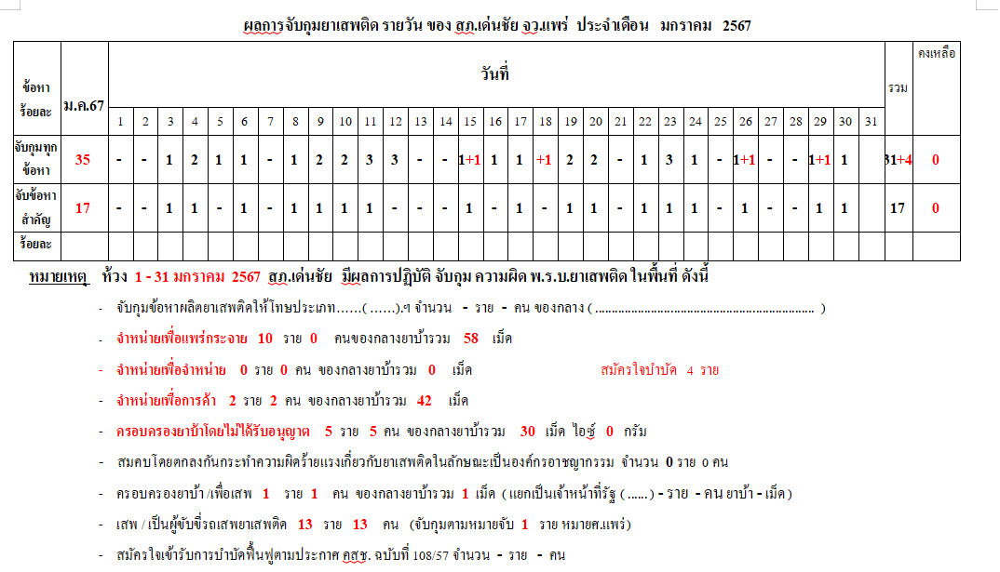 ผลการจับกุมยาเสพติด รายวัน ของ สภ.เด่นชัย จว.แพร่ ประจำเดือน มกราคม 2567
ข้อหา ร้อยละ ม.ค.67 วันที่ รวม คงเหลือ
1 2 3 4 5 6 7 8 9 10 11 12 13 14 15 16 17 18 19 20 21 22 23 24 25 26 27 28 29 30 31
จับกุมทุกข้อหา 35 - - 1 2 1 1 - 1 2 2 3 3 - - 1+1 1 1 +1 2 2 - 1 3 1 - 1+1 - - 1+1 1 31+4 0
จับข้อหาสำคัญ 17 - - 1 1 - 1 - 1 1 1 1 - - - 1 - 1 - 1 1 - 1 1 1 - 1 - - 1 1 17 0
ร้อยละ
หมายเหตุ ห้วง 1 - 31 มกราคม 2567 สภ.เด่นชัย มีผลการปฏิบัติ จับกุม ความผิด พ.ร.บ.ยาเสพติด ในพื้นที่ ดังนี้
- จับกุมข้อหาผลิตยาเสพติดให้โทษประเภท......( ......).ฯ จำนวน - ราย - คน ของกลาง ( ........................................................................ )
- จำหน่ายเพื่อแพร่กระจาย 10 ราย 0 คนของกลางยาบ้ารวม 58 เม็ด
- จำหน่ายเพื่อจำหน่าย 0 ราย 0 คน ของกลางยาบ้ารวม 0 เม็ด สมัครใจบำบัด 4 ราย
- จำหน่ายเพื่อการค้า 2 ราย 2 คน ของกลางยาบ้ารวม 42 เม็ด
- ครอบครองยาบ้าโดยไม่ได้รับอนุญาต 5 ราย 5 คน ของกลางยาบ้ารวม 30 เม็ด ไอซ์ 0 กรัม
- สมคบโดยตกลงกันกระทำความผิดร้ายแรงเกี่ยวกับยาเสพติดในลักษณะเป็นองค์กรอาชญากรรม จำนวน 0 ราย 0 คน
- ครอบครองยาบ้า /เพื่อเสพ 1 ราย 1 คน ของกลางยาบ้ารวม 1 เม็ด ( แยกเป็นเจ้าหน้าที่รัฐ ( ...... ) - ราย - คน ยาบ้า - เม็ด )
- เสพ / เป็นผู้ขับขี่รถเสพยาเสพติด 13 ราย 13 คน (จับกุมตามหมายจับ 1 ราย หมายศ.แพร่)
- สมัครใจเข้ารับการบำบัดฟื้นฟูตามประกาศ คสช. ฉบับที่ 108/57 จำนวน - ราย - คน